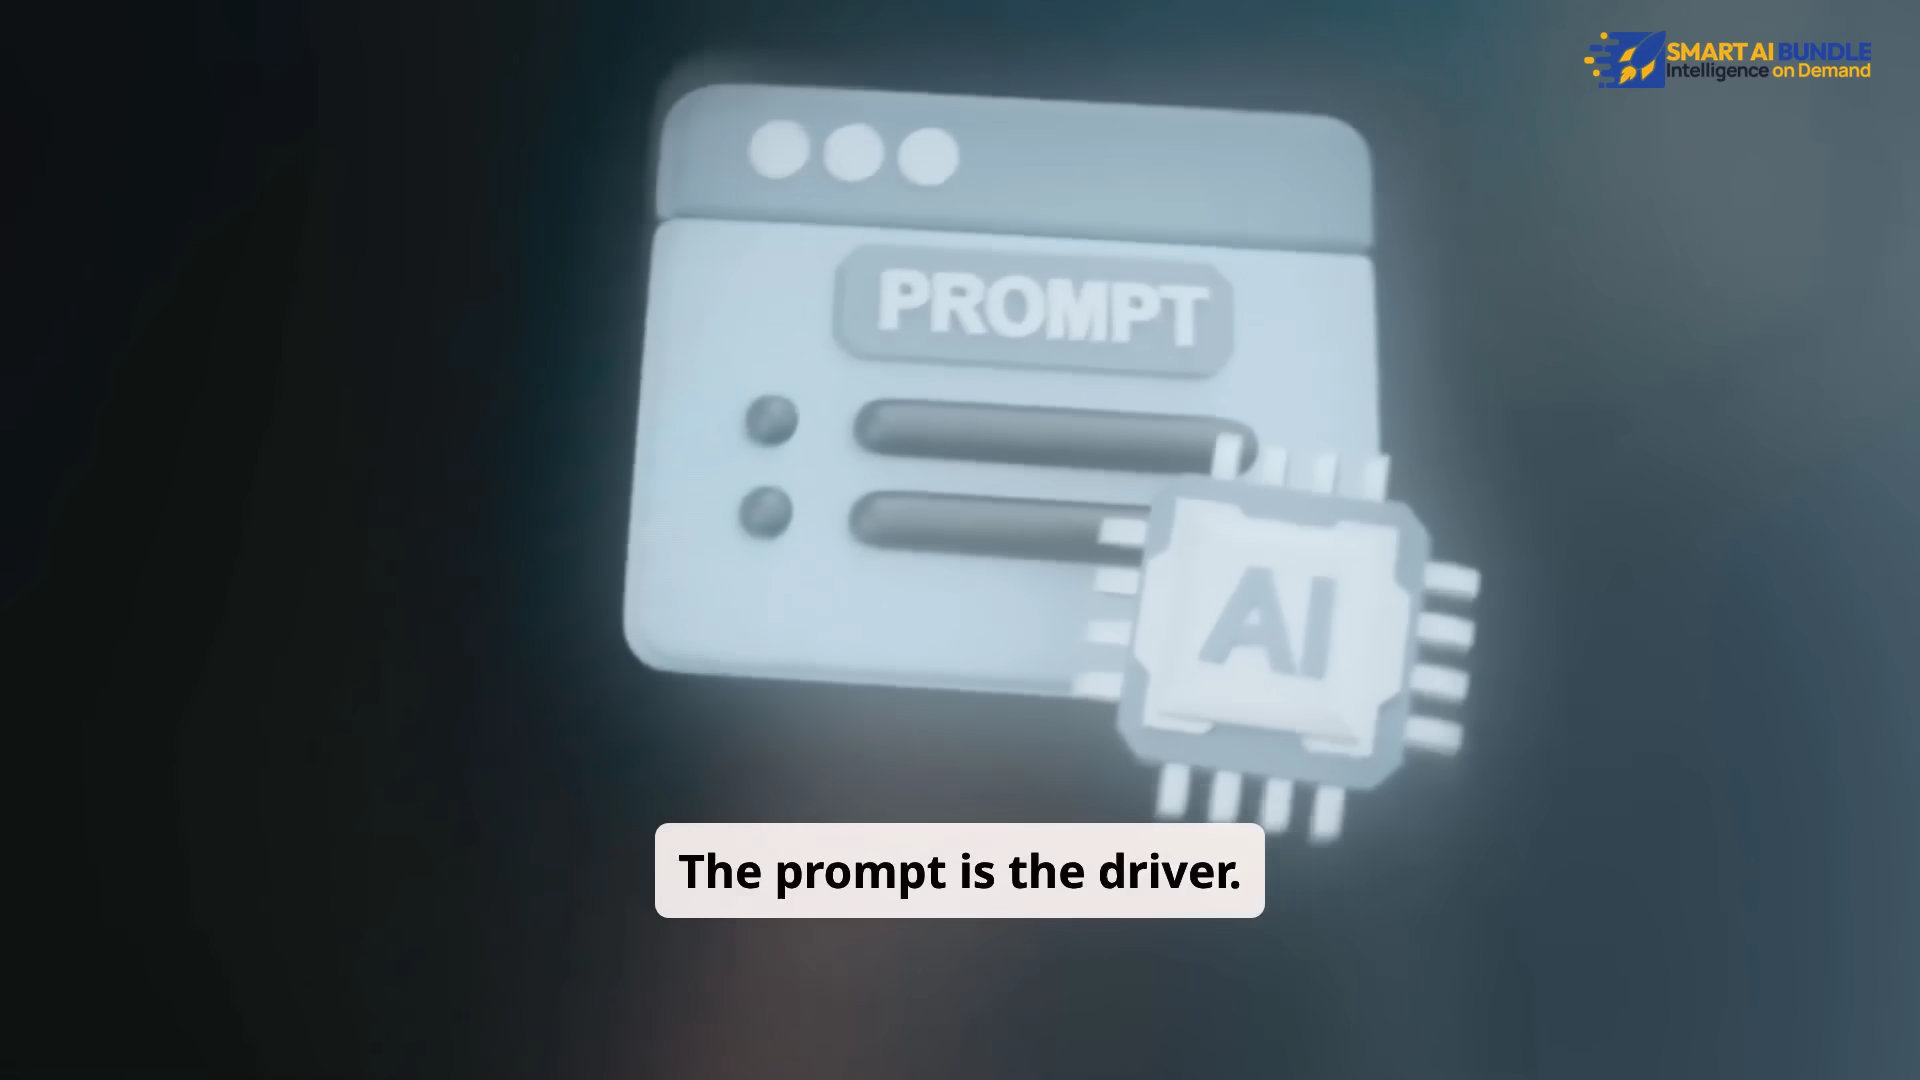 SMART AI BUNDLE
Intelligence on Demand
PROMPT
AI
The prompt is the driver.